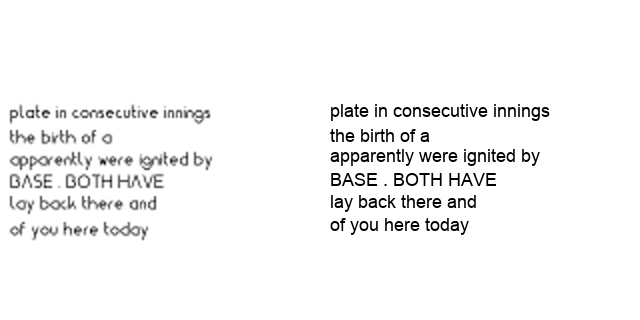 plate in consecutive innings
the birth of a
apparently were ignited by
BASE . BOTH HAVE
lay back there and
of you here today
plate in consecutive innings
the birth of a
apparently were ignited by
BASE . BOTH HAVE
lay back there and
of you here today